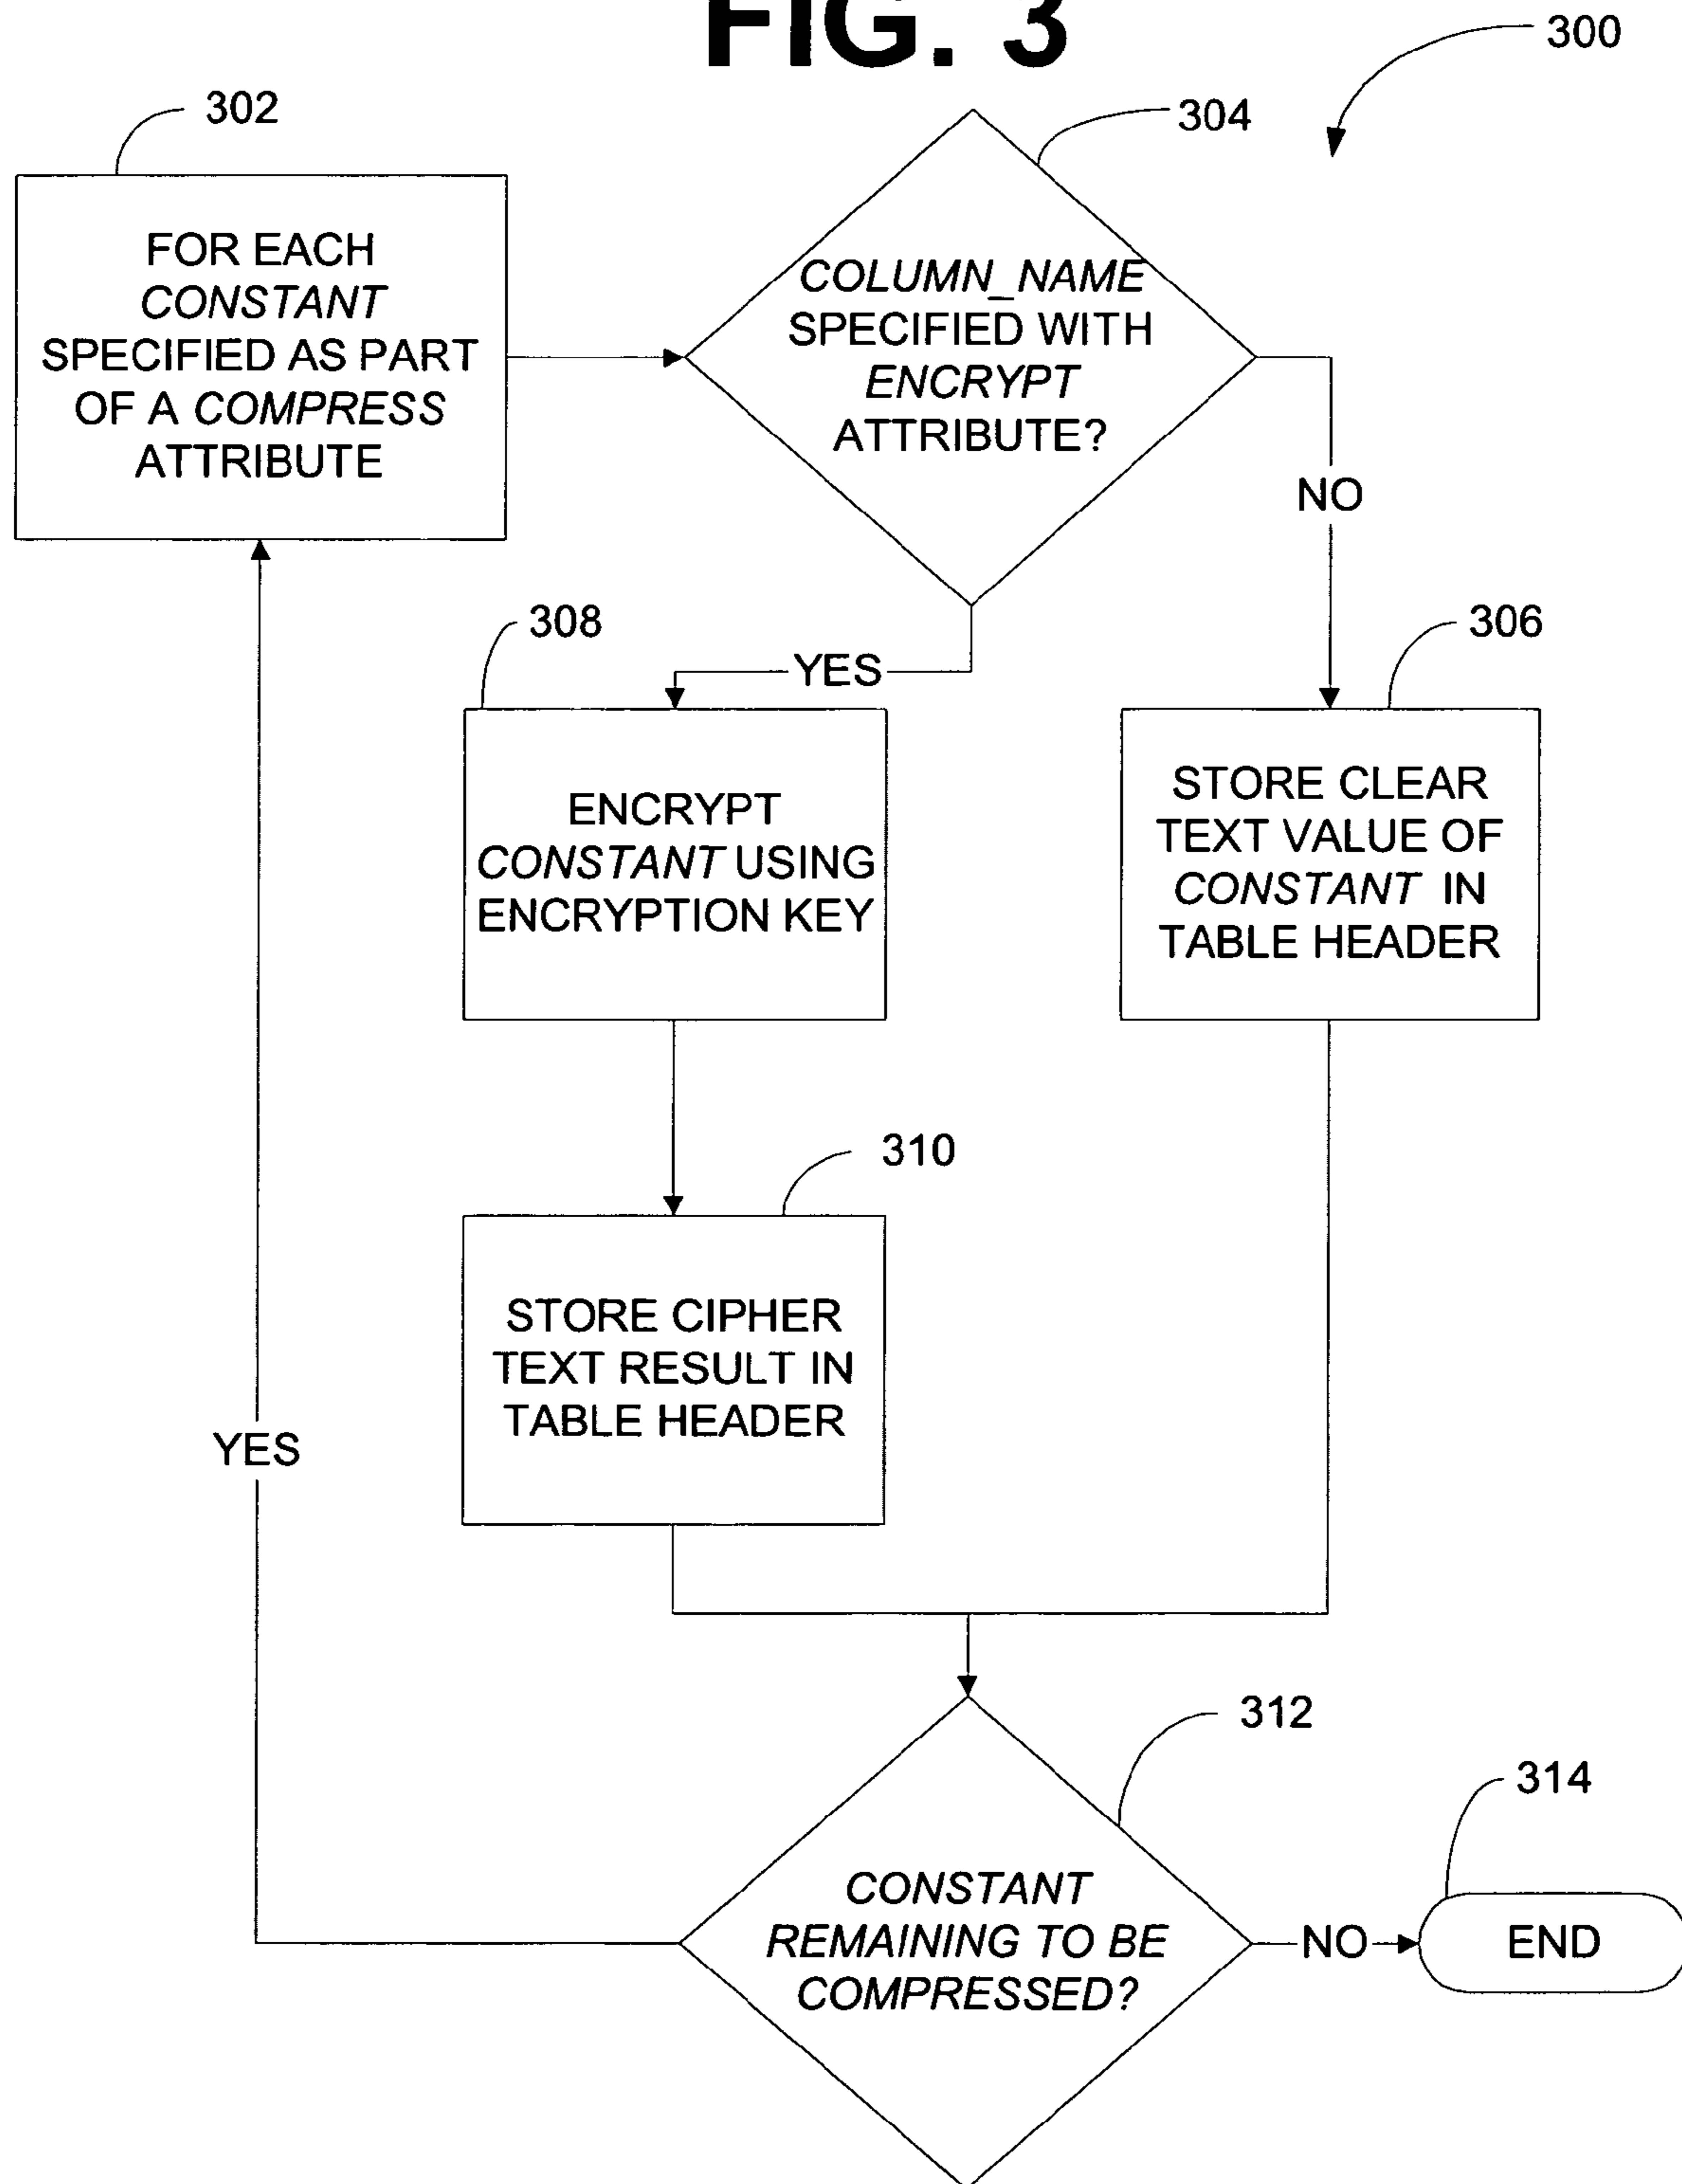 FIG. 3
300
302
FOR EACH
CONSTANT
SPECIFIED AS PART
OF A COMPRESS
ATTRIBUTE
304
COLUMN_NAME
SPECIFIED WITH
ENCRYPT
ATTRIBUTE?
NO
YES
308
ENCRYPT
CONSTANT USING
ENCRYPTION KEY
306
STORE CLEAR
TEXT VALUE OF
CONSTANT IN
TABLE HEADER
310
STORE CIPHER
TEXT RESULT IN
TABLE HEADER
YES
312
CONSTANT
REMAINING TO BE
COMPRESSED?
NO
314
END